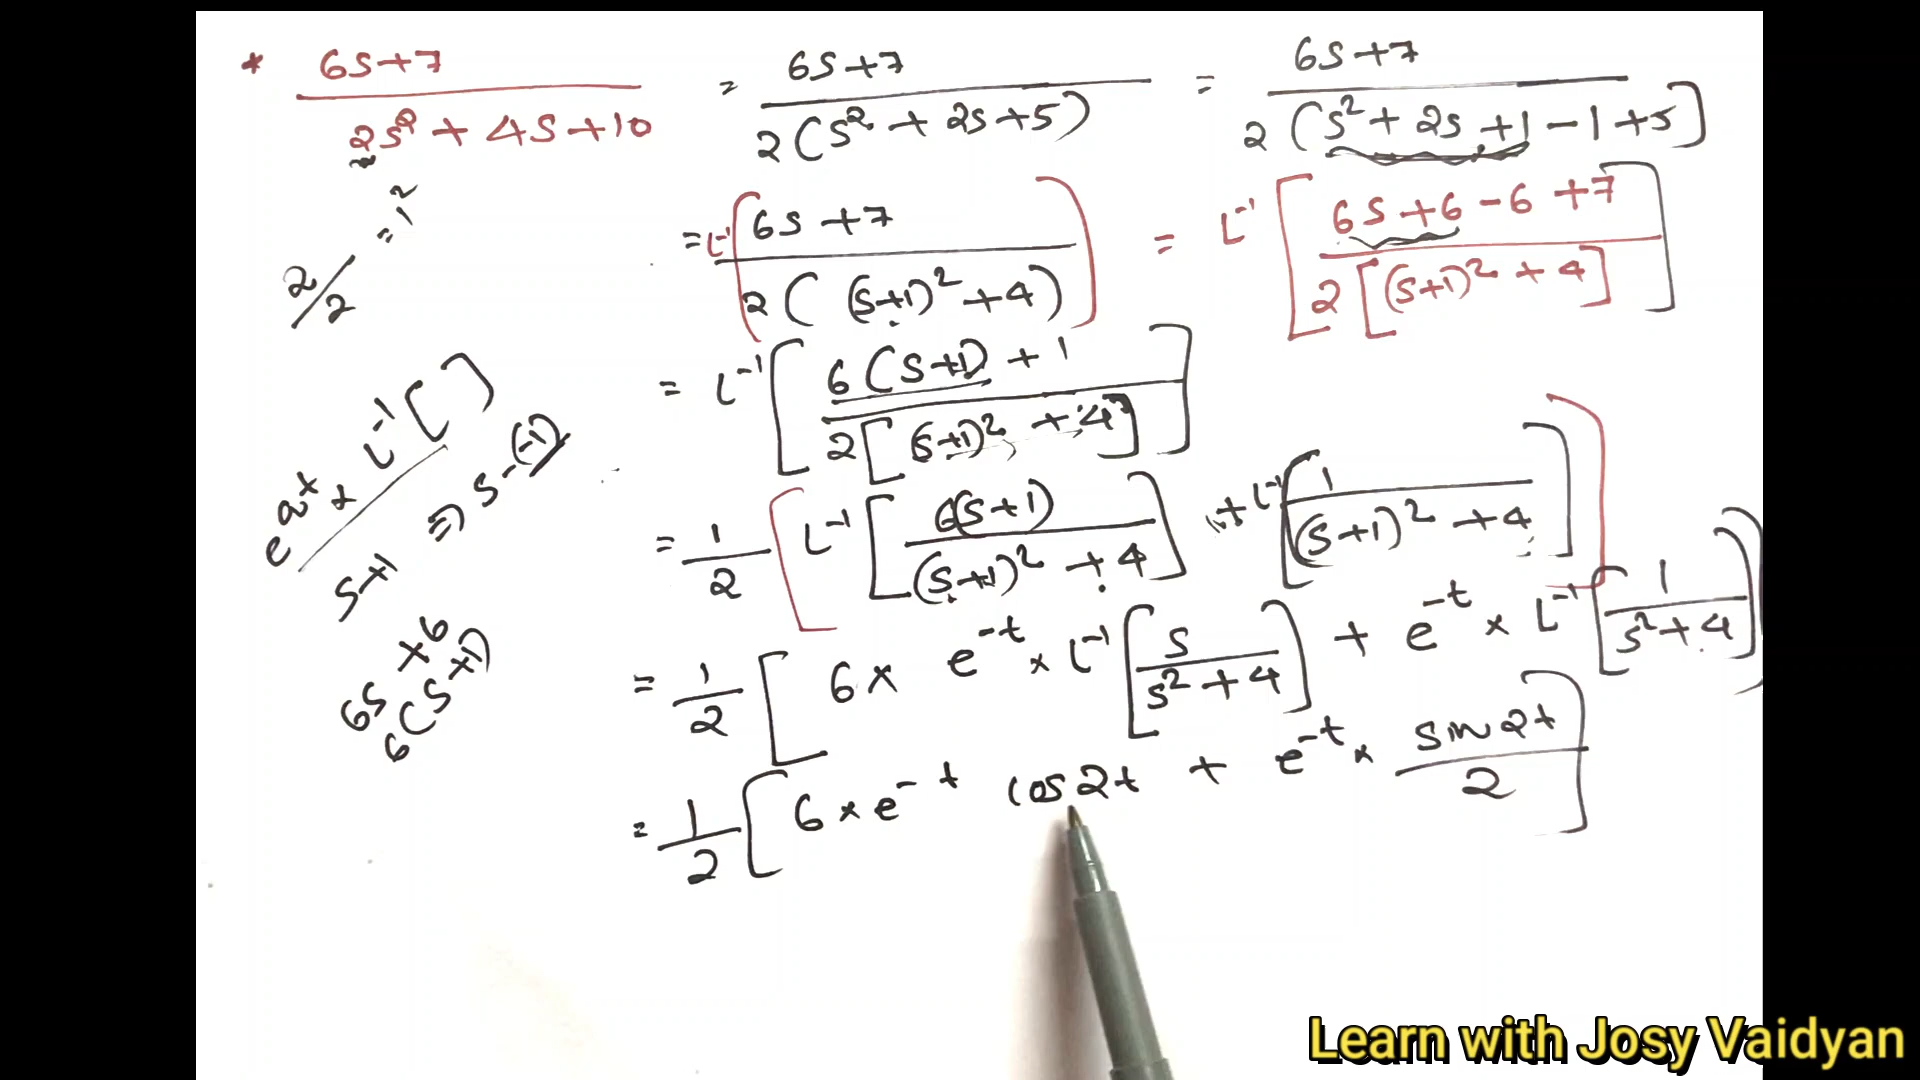 * 6s+7 / 2s² + 4s+10 = 6s+7 / 2(s² + 2s+5) = 6s+7 / 2(s² + 2s +1 -1+5]
2/2 = 1²
= L⁻¹( 6s +7 / 2( (s+1)² +4) ) = L⁻¹[ 6s +6 -6 +7 / 2[(s+1)² + 4] ]
= L⁻¹[ 6(s+1) + 1 / 2[(s+1)² + 4²] ]
e^at × L⁻¹[ ]
s+1 ⇒ s-(-1)
= 1/2 [ L⁻¹[ 6(s+1) / (s+1)² + 4 ] + L⁻¹[ 1 / (s+1)² + 4 ] ]
6s +6
6(s+1)
= 1/2 [ 6 × e^-t × L⁻¹[ s / s² + 4 ] + e^-t × L⁻¹[ 1 / s² + 4 ] ]
= 1/2 [ 6 × e^-t cos2t + e^-t × sin 2t / 2 ]
Learn with Josy Vaidyan